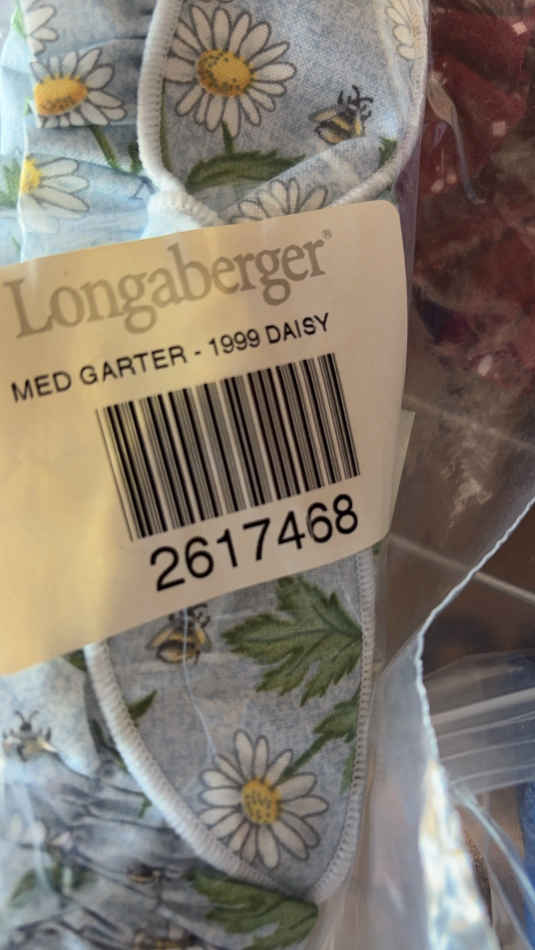 Longaberger®
MED GARTER - 1999 DAISY
2617468